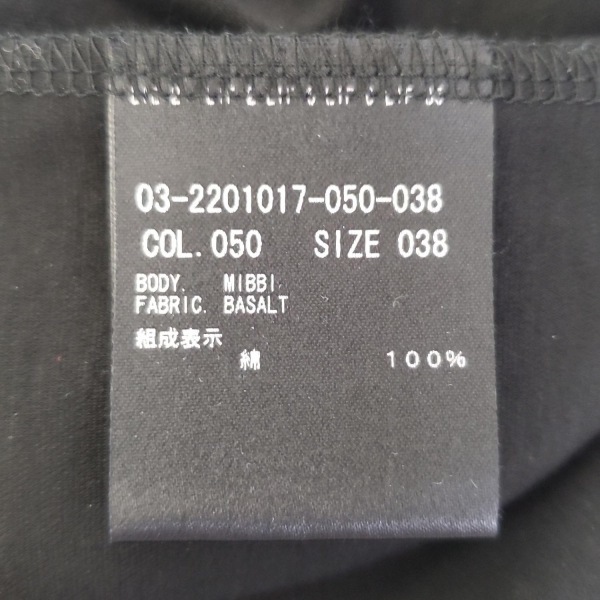 03-2201017-050-038
COL. 050 SIZE 038
BODY. MIBBI
FABRIC. BASALT
組成表示
綿 100%